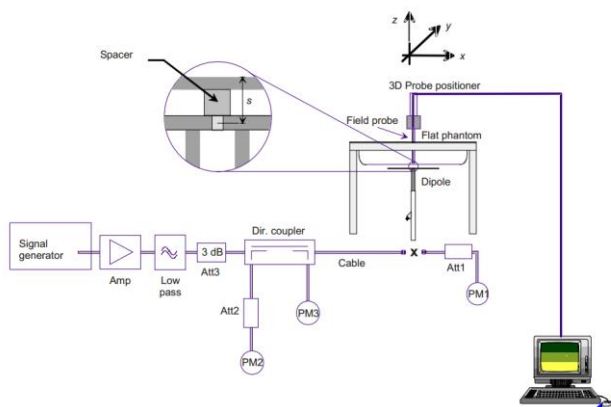 z
y
x
Spacer
s
3D Probe positioner
Field probe
Flat phantom
Dipole
Signal
generator
Amp
Low
pass
3 dB
Att3
Dir. coupler
Cable
x
Att1
PM1
Att2
PM3
PM2